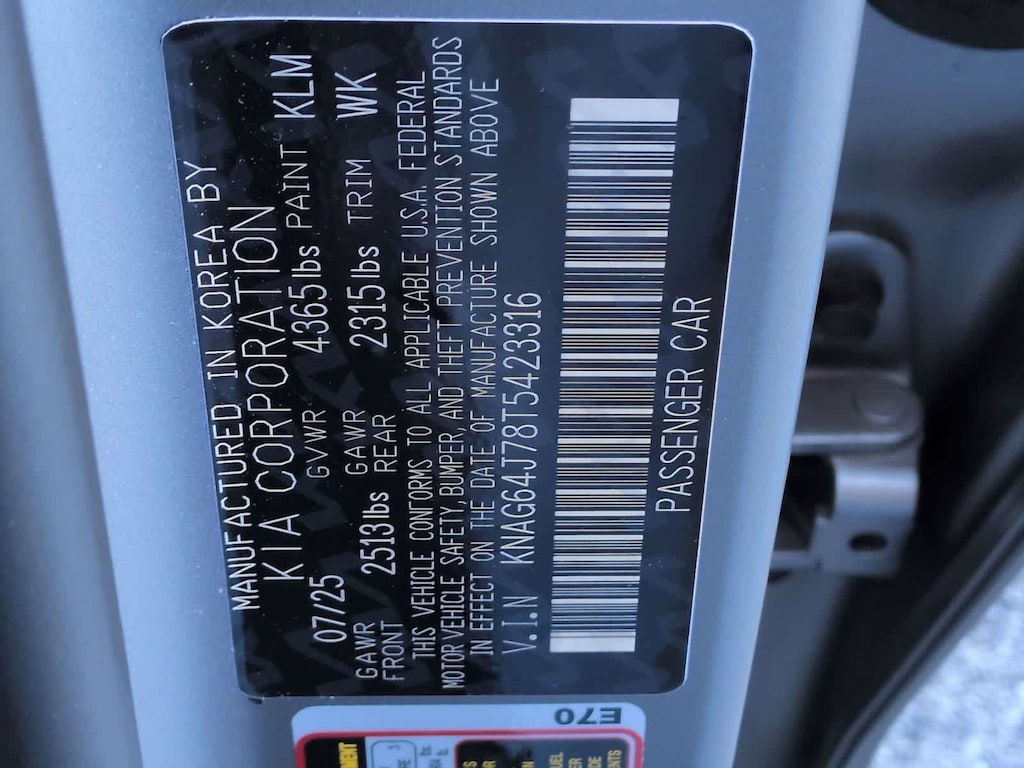 MANUFACTURED IN KOREA BY
KIA CORPORATION
07/25 GVWR 4365lbs PAINT KLM
GAWR FRONT 2513lbs GAWR REAR 2315lbs TRIM WK
THIS VEHICLE CONFORMS TO ALL APPLICABLE U.S.A. FEDERAL
MOTOR VEHICLE SAFETY, BUMPER, AND THEFT PREVENTION STANDARDS
IN EFFECT ON THE DATE OF MANUFACTURE SHOWN ABOVE
V.I.N KNAG64J78T5423316
PASSENGER CAR
E70